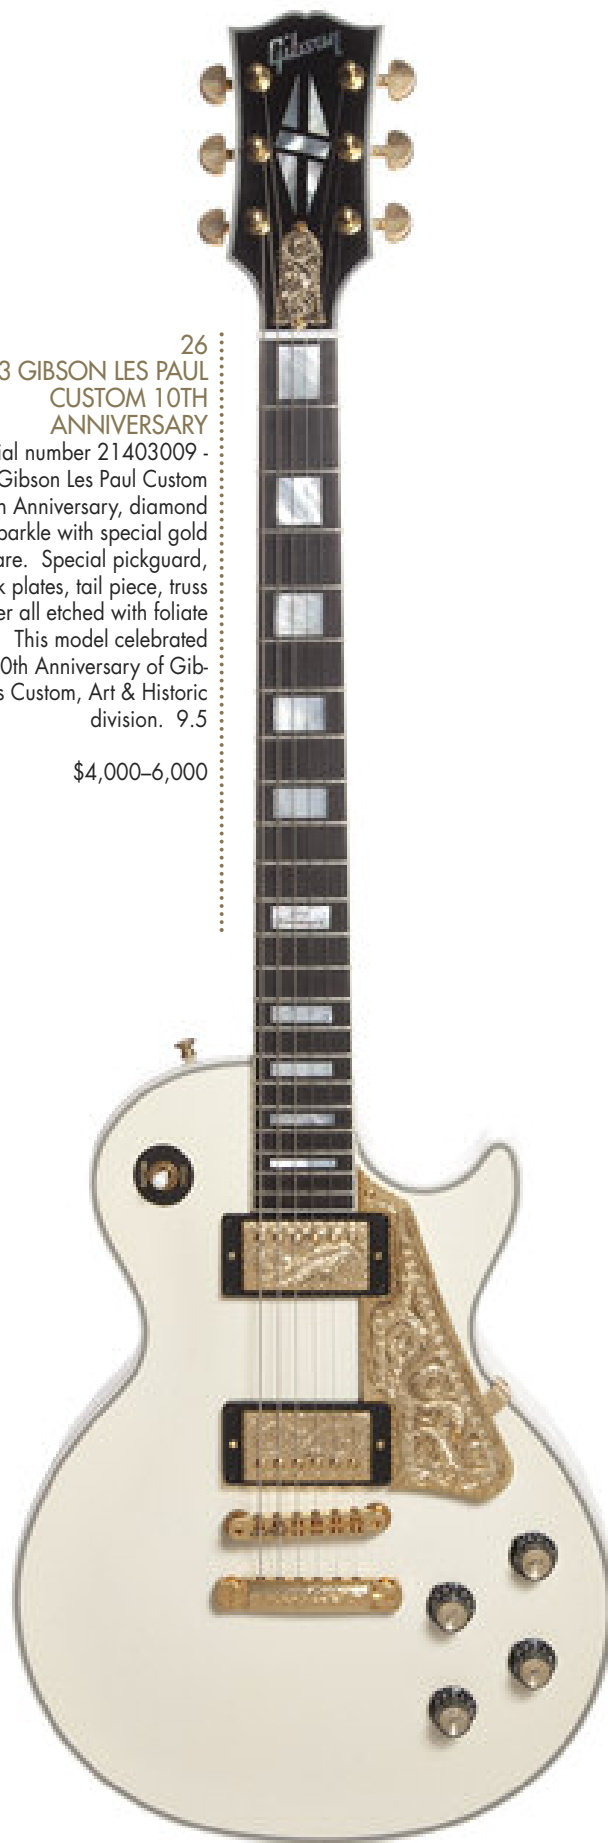 Gibson
26
3 GIBSON LES PAUL
CUSTOM 10TH
ANNIVERSARY
ial number 21403009 -
Gibson Les Paul Custom
h Anniversary, diamond
parkle with special gold
are. Special pickguard,
k plates, tail piece, truss
er all etched with foliate
This model celebrated
0th Anniversary of Gib-
s Custom, Art & Historic
division. 9.5
$4,000–6,000